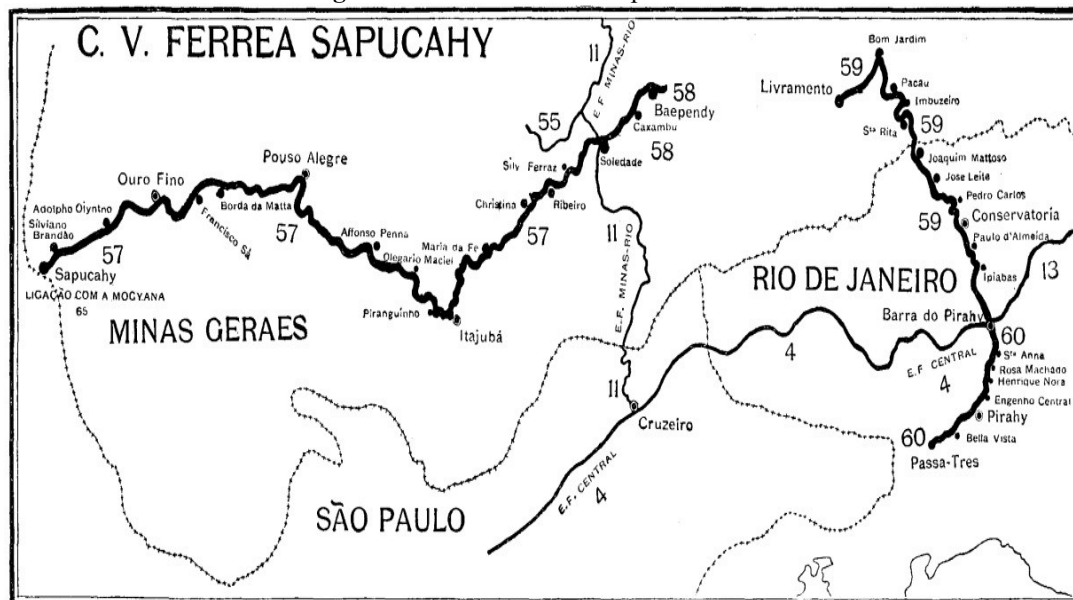 C. V. FERREA SAPUCAHY
11
E.F MINAS-RIO
58
Baependy
Caxambu
58
55
Soledade
Bom Jardim
59
Livramento
Pacáu
Imbuzeiro
Sta Rita
59
Joaquim Mattoso
Jose Leite
Pedro Carlos
59
Conservatoria
Paulo d'Almeida
Ipiabas
13
Pouso Alegre
Silv Ferraz
Ouro Fino
Christina
Ribeiro
Adolpho Olyntno
Borda da Matta
Silviano
Brandão
Francisco Sá
57
57
57
11
Affonso Penna
Maria da Fé
Olegario Maciel
Sapucahy
LIGAÇÃO COM A MOGYANA
65
Piranguinho
Itajubá
E.F. MINAS-RIO
MINAS GERAES
RIO DE JANEIRO
Barra do Pirahy
4
E.F CENTRAL
4
60
Sta Anna
Rosa Machado
Henrique Nora
Engenho Central
Pirahy
60
Bella Vista
Passa-Tres
11
Cruzeiro
E.F. CENTRAL
4
SÃO PAULO